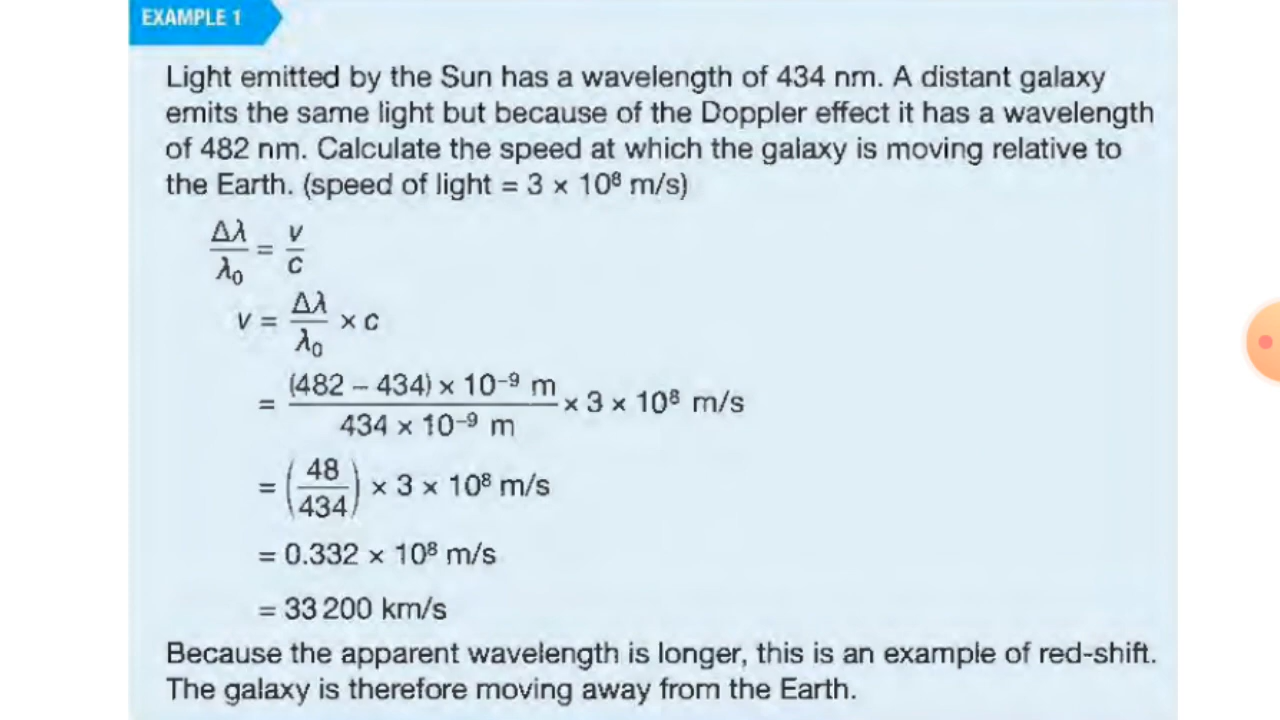 EXAMPLE 1
Light emitted by the Sun has a wavelength of 434 nm. A distant galaxy
emits the same light but because of the Doppler effect it has a wavelength
of 482 nm. Calculate the speed at which the galaxy is moving relative to
the Earth. (speed of light = 3 × 10⁸ m/s)
Δλ/λ₀ = v/c
v = Δλ/λ₀ × c
= (482 – 434) × 10⁻⁹ m / 434 × 10⁻⁹ m × 3 × 10⁸ m/s
= (48/434) × 3 × 10⁸ m/s
= 0.332 × 10⁸ m/s
= 33 200 km/s
Because the apparent wavelength is longer, this is an example of red-shift.
The galaxy is therefore moving away from the Earth.